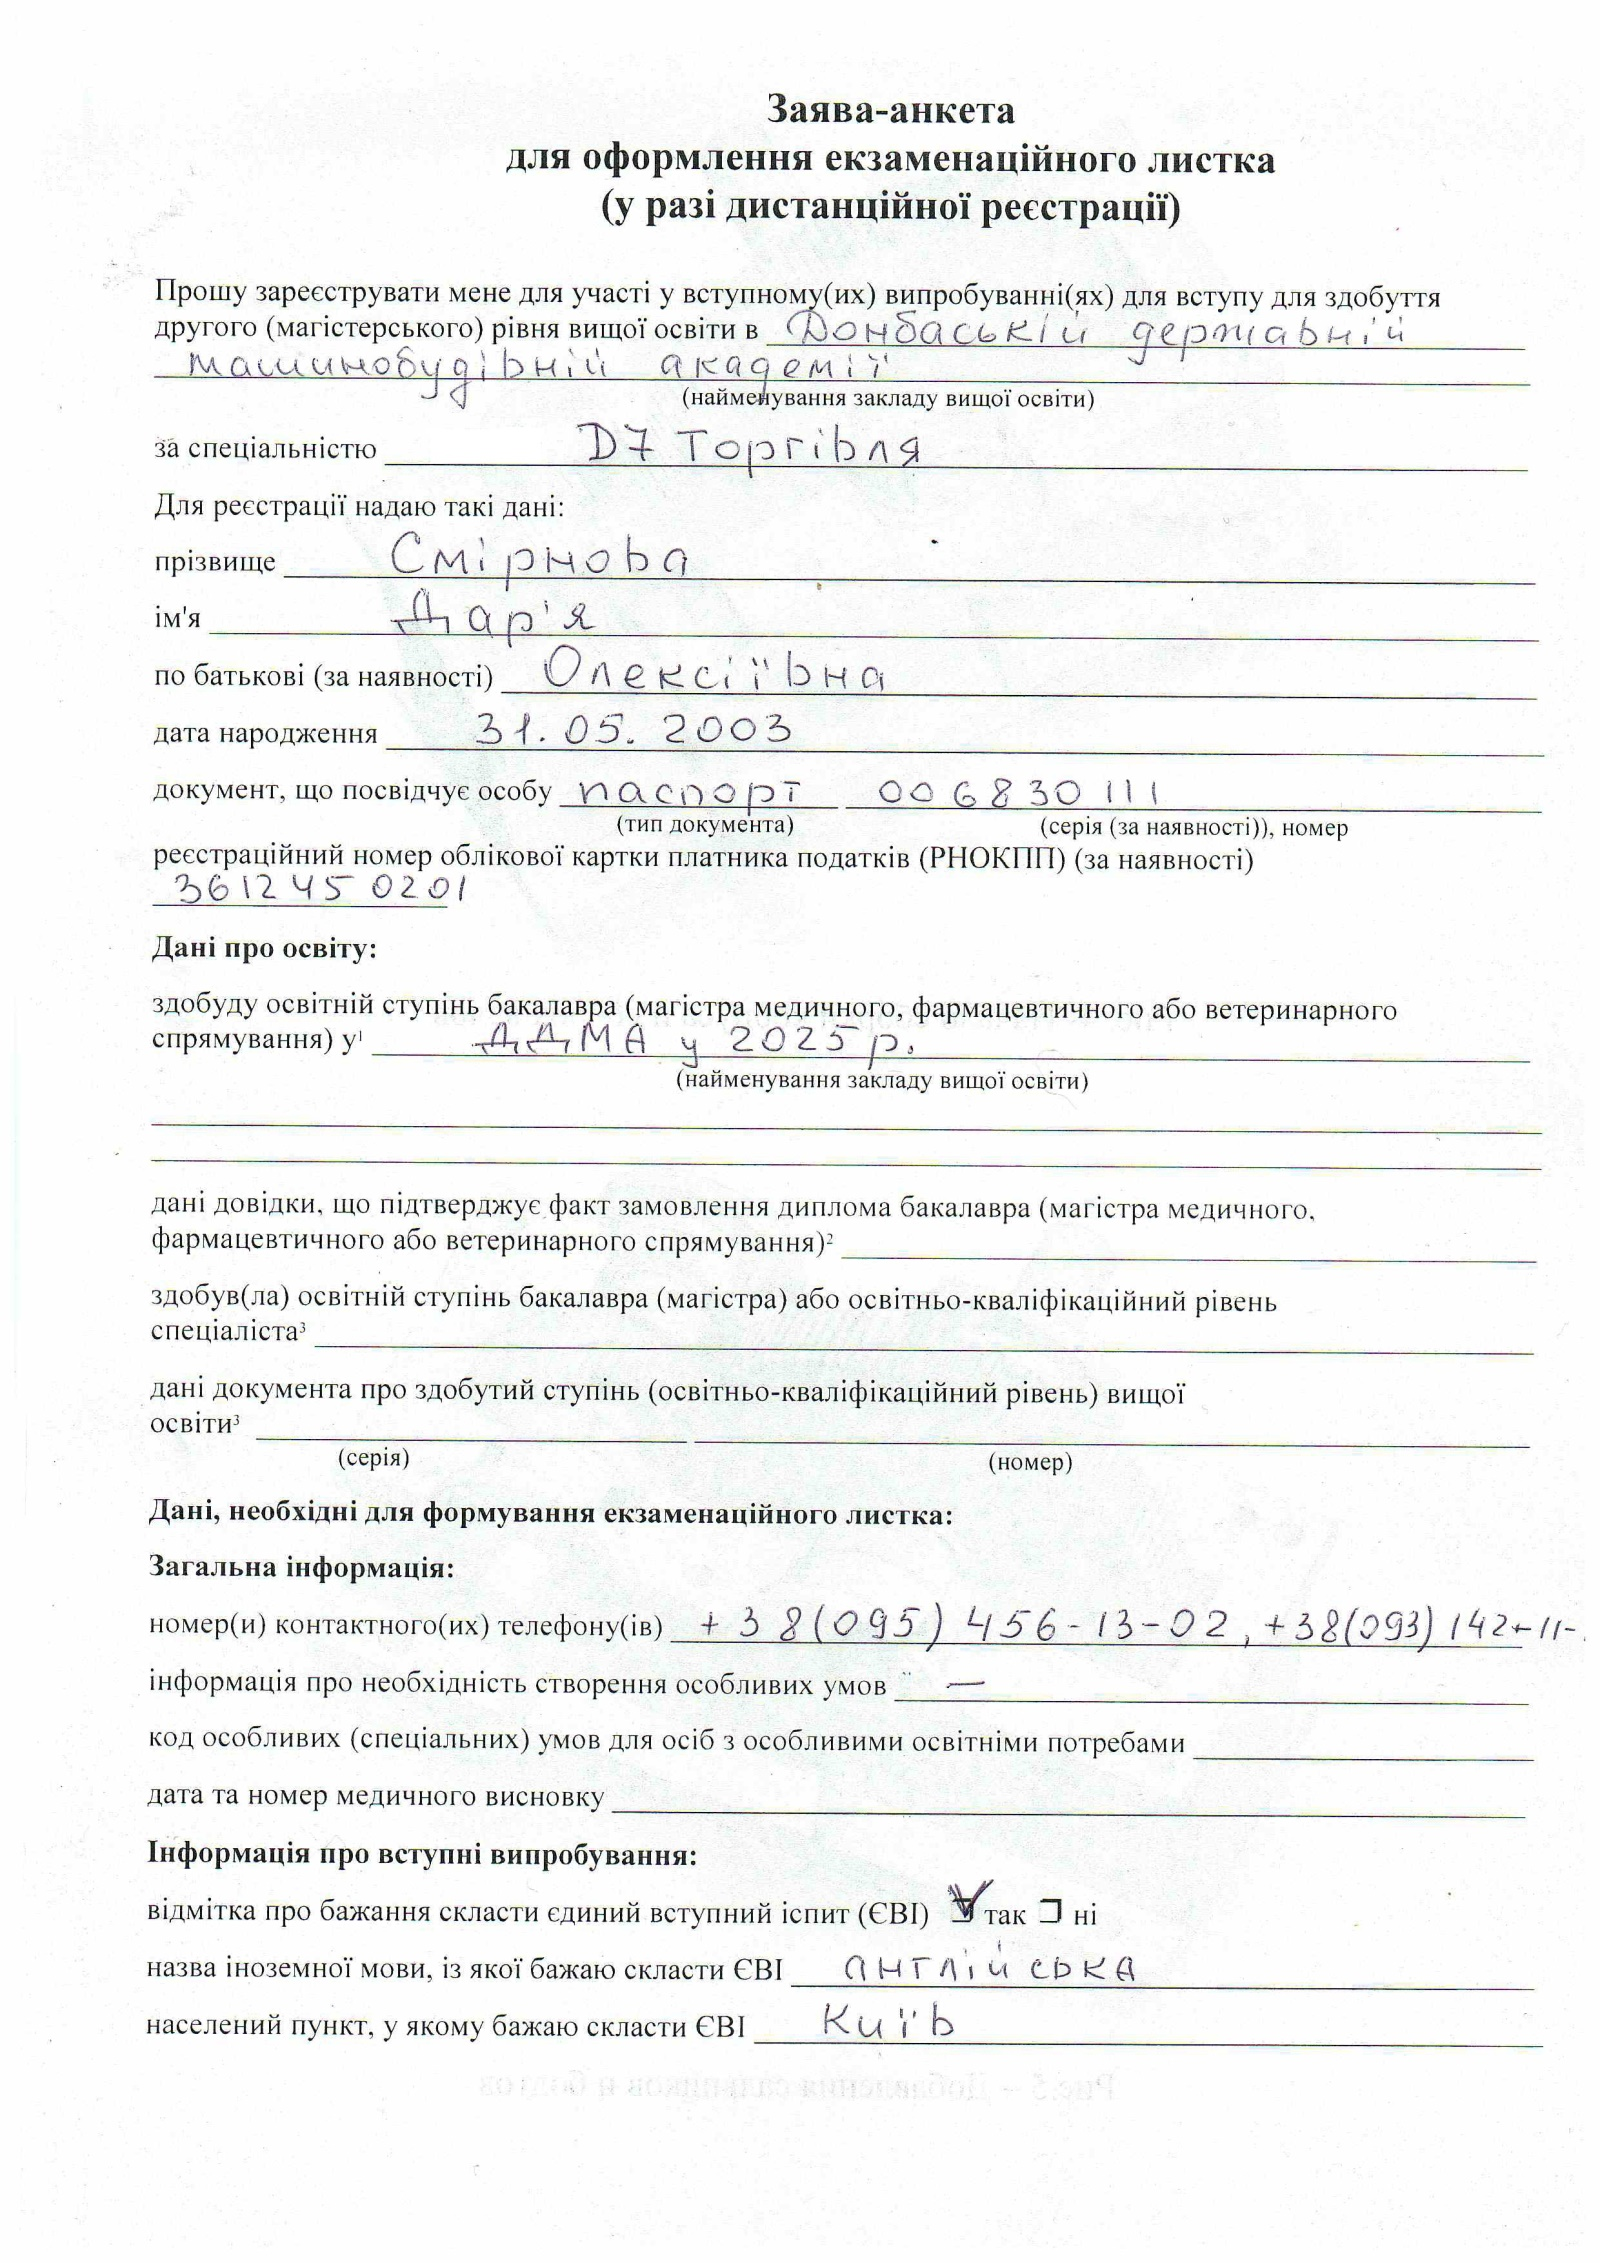 Заява-анкета
для оформлення екзаменаційного листка
(у разі дистанційної реєстрації)
Прошу зареєструвати мене для участі у вступному(их) випробуванні(ях) для вступу для здобуття
другого (магістерського) рівня вищої освіти в Донбаській державній
машинобудівній академії
(найменування закладу вищої освіти)
за спеціальністю D7 Торгівля
Для реєстрації надаю такі дані:
прізвище Смірнова
ім'я Дар'я
по батькові (за наявності) Олексіївна
дата народження 31.05.2003
документ, що посвідчує особу паспорт 006830111
(тип документа) (серія (за наявності)), номер
реєстраційний номер облікової картки платника податків (РНОКПП) (за наявності)
3612450201
Дані про освіту:
здобуду освітній ступінь бакалавра (магістра медичного, фармацевтичного або ветеринарного
спрямування) у¹ ДДМА у 2025р.
(найменування закладу вищої освіти)
дані довідки, що підтверджує факт замовлення диплома бакалавра (магістра медичного,
фармацевтичного або ветеринарного спрямування)²
здобув(ла) освітній ступінь бакалавра (магістра) або освітньо-кваліфікаційний рівень
спеціаліста³
дані документа про здобутий ступінь (освітньо-кваліфікаційний рівень) вищої
освіти³
(серія) (номер)
Дані, необхідні для формування екзаменаційного листка:
Загальна інформація:
номер(и) контактного(их) телефону(ів) +38(095)456-13-02, +38(093)142-11-
інформація про необхідність створення особливих умов —
код особливих (спеціальних) умов для осіб з особливими освітніми потребами
дата та номер медичного висновку
Інформація про вступні випробування:
відмітка про бажання скласти єдиний вступний іспит (ЄВІ) так ні
назва іноземної мови, із якої бажаю скласти ЄВІ англійська
населений пункт, у якому бажаю скласти ЄВІ Київ